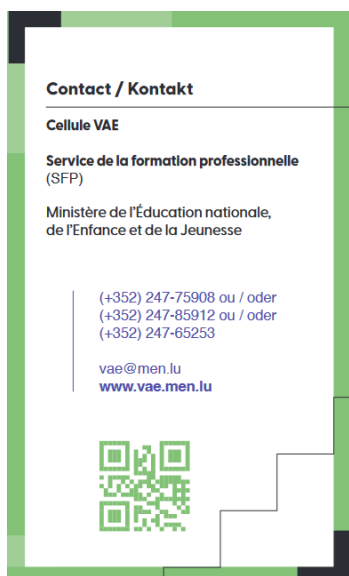 Contact / Kontakt
Cellule VAE
Service de la formation professionnelle
(SFP)
Ministère de l'Éducation nationale,
de l'Enfance et de la Jeunesse
(+352) 247-75908 ou / oder
(+352) 247-85912 ou / oder
(+352) 247-65253
vae@men.lu
www.vae.men.lu